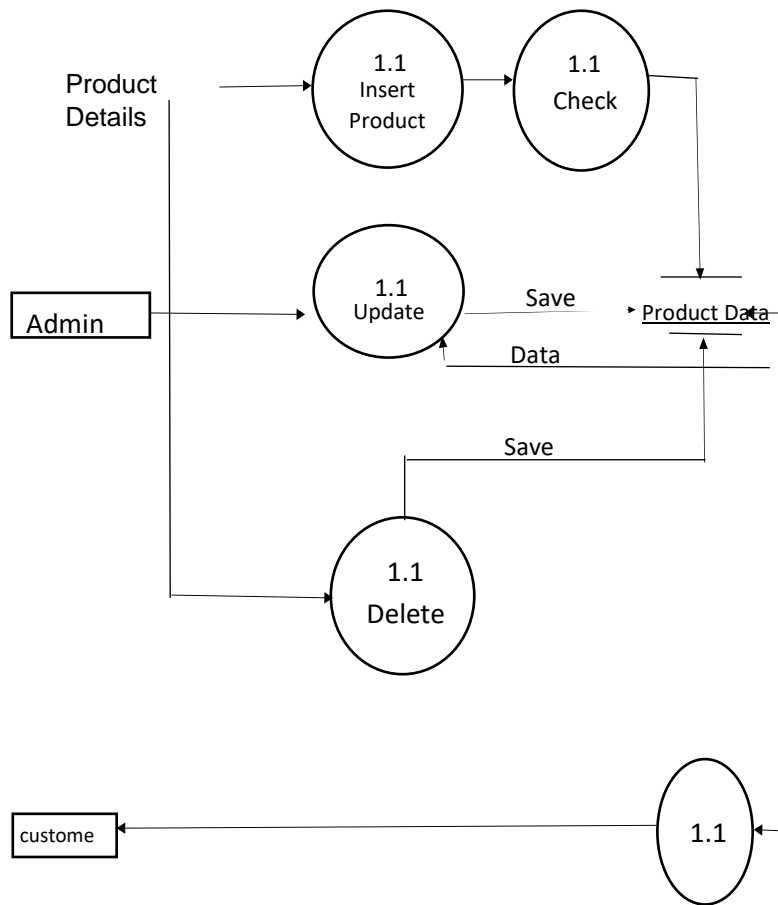 Product
Details
1.1
Insert
Product
1.1
Check
1.1
Update
Save
Product Data
Admin
Data
Save
1.1
Delete
custome
1.1